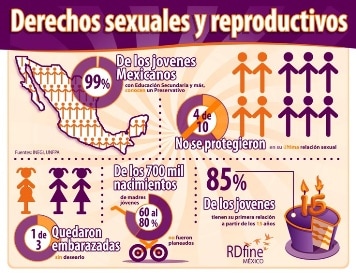 Derechos sexuales y reproductivos
99%
De los jovenes
Mexicanos
con Educación Secundaria y más,
conocen un Preservativo
Fuentes: INEGI, UNFPA
4 de
10
No se protegieron
en su última relación sexual
1 de
3
Quedaron
embarazadas
sin desearlo
De los 700 mil
nacimientos
de madres
jóvenes
60 al
80 %
no fueron
planeados
85%
De los jovenes
tienen su primera relación
a partir de los 15 años
15
RDfine
MÉXICO